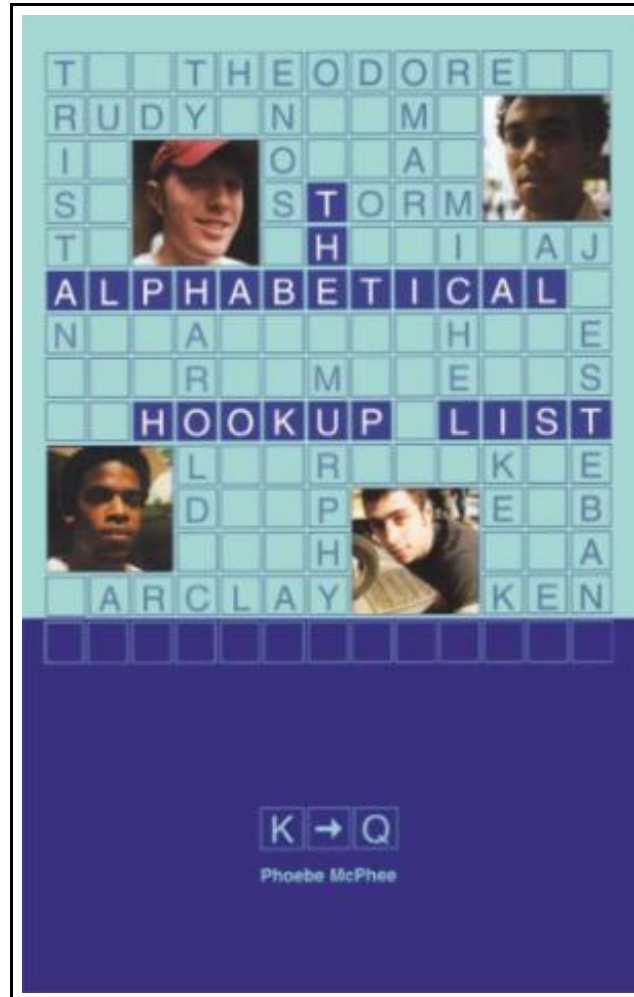 T THEODORE
RUDY N M
I O A
S STORM
T H I A J
ALPHABETICAL
N A H E
R M E S
HOOKUP LIST
L R K E
D P E B
H A
ARCLAY KEN
K → Q
Phoebe McPhee